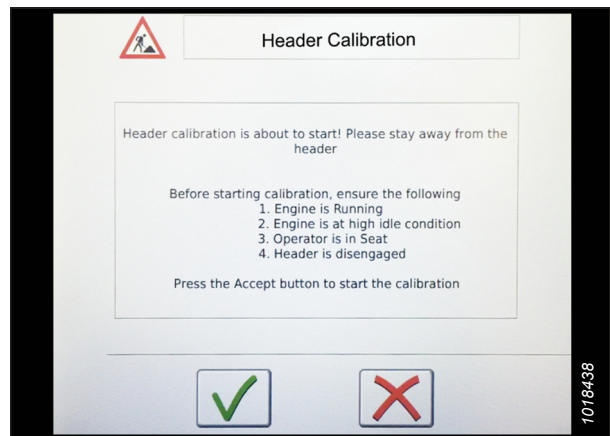 Header Calibration
Header calibration is about to start! Please stay away from the
header
Before starting calibration, ensure the following
1. Engine is Running
2. Engine is at high idle condition
3. Operator is in Seat
4. Header is disengaged
Press the Accept button to start the calibration
1018438